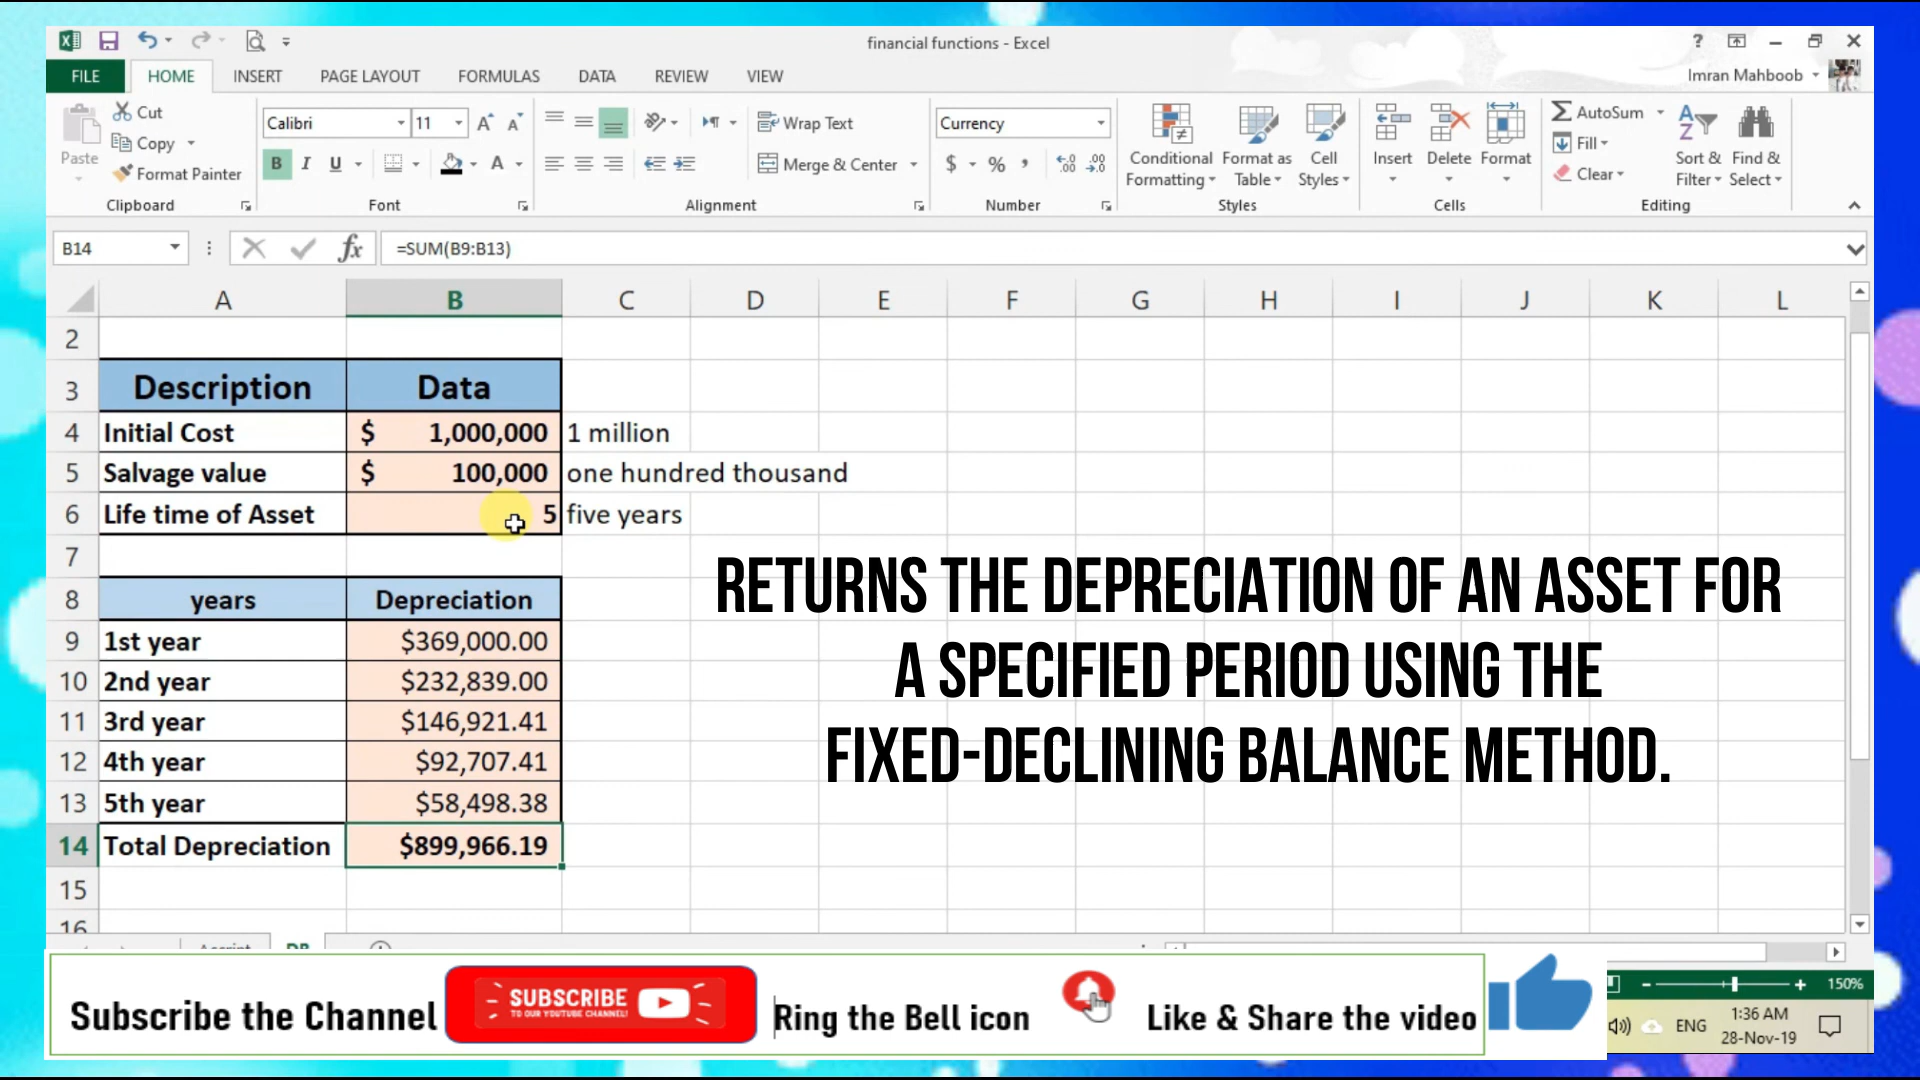 financial functions - Excel
?
Imran Mahboob
FILE HOME INSERT PAGE LAYOUT FORMULAS DATA REVIEW VIEW
Paste
Cut
Copy
Format Painter
Clipboard
Calibri 11
B I U
Font
Wrap Text
Merge & Center
Alignment
Currency
$ % ,
Number
Conditional Formatting
Format as Table
Cell Styles
Styles
Insert Delete Format
Cells
AutoSum
Fill
Clear
Sort & Filter
Find & Select
Editing
B14 fx =SUM(B9:B13)
A B C D E F G H I J K L
2
3 Description Data
4 Initial Cost $ 1,000,000 1 million
5 Salvage value $ 100,000 one hundred thousand
6 Life time of Asset 5 five years
7
8 years Depreciation
9 1st year $369,000.00
10 2nd year $232,839.00
11 3rd year $146,921.41
12 4th year $92,707.41
13 5th year $58,498.38
14 Total Depreciation $899,966.19
15
16
RETURNS THE DEPRECIATION OF AN ASSET FOR
A SPECIFIED PERIOD USING THE
FIXED-DECLINING BALANCE METHOD.
DB
Subscribe the Channel
SUBSCRIBE
TO OUR YOUTUBE CHANNEL!
Ring the Bell icon
Like & Share the video
150%
ENG
1:36 AM
28-Nov-19